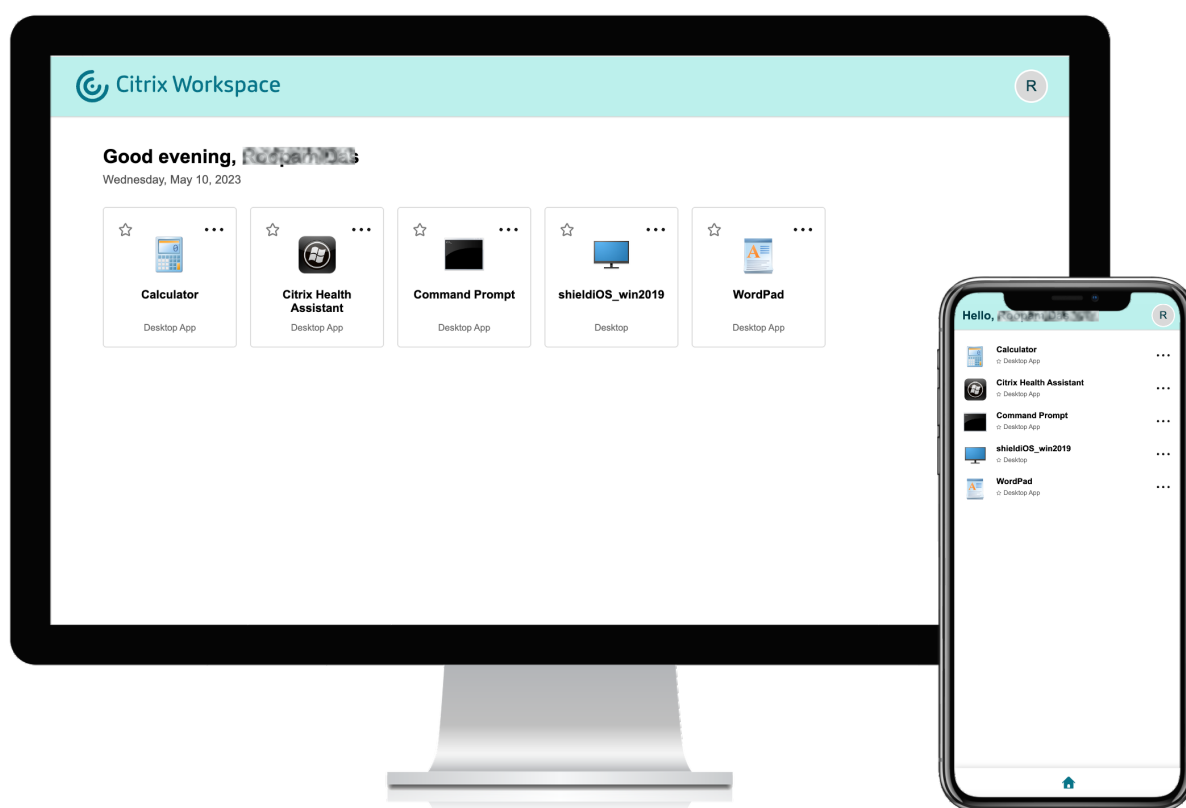 Citrix Workspace
R
Good evening,
Wednesday, May 10, 2023
Calculator
Desktop App
Citrix Health
Assistant
Desktop App
Command Prompt
Desktop App
shieldiOS_win2019
Desktop
WordPad
Desktop App
Hello,
R
Calculator
Desktop App
Citrix Health Assistant
Desktop App
Command Prompt
Desktop App
shieldiOS_win2019
Desktop
WordPad
Desktop App